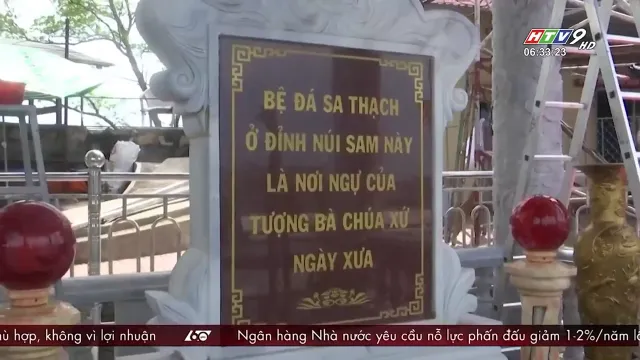 HTV9 HD
06:33:23
BỆ ĐÁ SA THẠCH
Ở ĐỈNH NÚI SAM NÀY
LÀ NƠI NGỰ CỦA
TƯỢNG BÀ CHÚA XỨ
NGÀY XƯA
hù hợp, không vì lợi nhuận
60
Ngân hàng Nhà nước yêu cầu nỗ lực phấn đấu giảm 1-2%/năm l